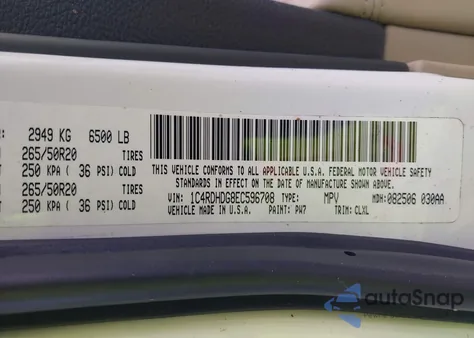 R: 2949 KG 6500 LB
265/50R20 TIRES
250 KPA ( 36 PSI) COLD
265/50R20 TIRES
250 KPA ( 36 PSI) COLD
THIS VEHICLE CONFORMS TO ALL APPLICABLE U.S.A. FEDERAL MOTOR VEHICLE SAFETY
STANDARDS IN EFFECT ON THE DATE OF MANUFACTURE SHOWN ABOVE.
VIN: 1C4RDHDG8EC596708 TYPE: MPV MDH: 082506 030AA
VEHICLE MADE IN U.S.A. PAINT: PW7 TRIM: CLXL
autoSnap